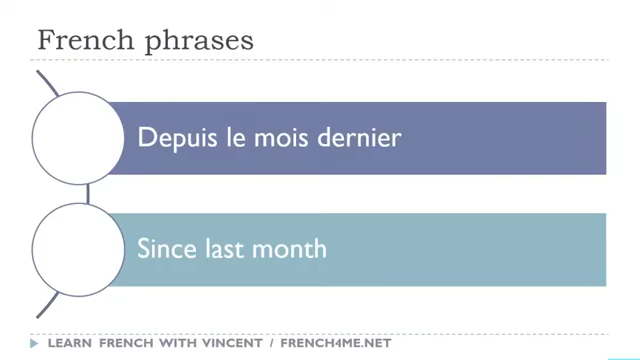 French phrases
Depuis le mois dernier
Since last month
LEARN FRENCH WITH VINCENT / FRENCH4ME.NET